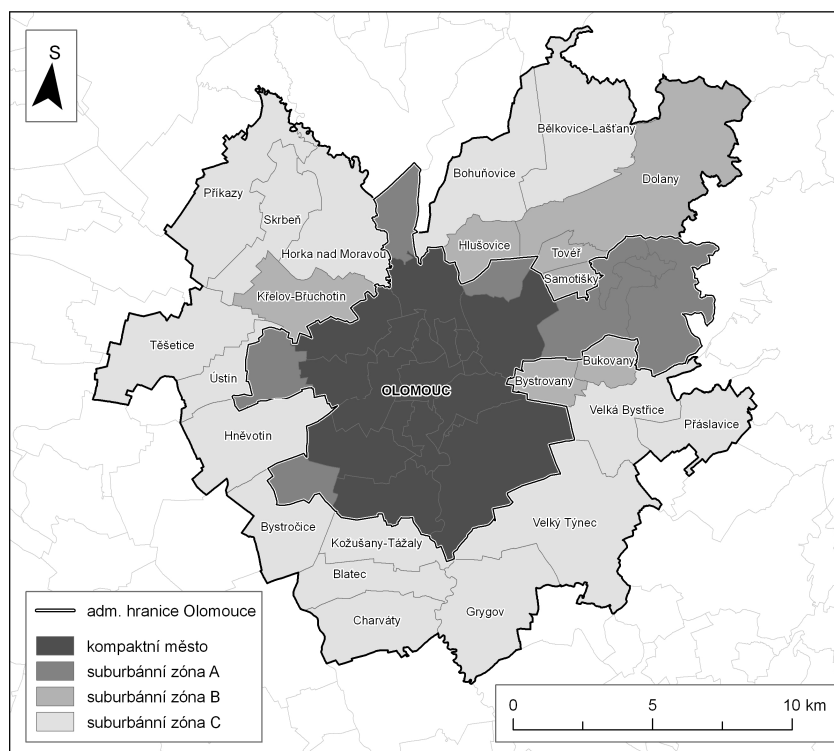 S
Bělkovice-Lašťany
Bohuňovice
Dolany
Příkazy
Skrbeň
Horka nad Moravou
Hlušovice
Tovéř
Samotišky
Křelov-Břuchotín
Těšetice
Ústín
Bukovany
Bystrovany
OLOMOUC
Velká Bystřice
Přáslavice
Hněvotín
Bystročice
Velký Týnec
Kožušany-Tážaly
Blatec
Charváty
Grygov
adm. hranice Olomouce
kompaktní město
suburbánní zóna A
suburbánní zóna B
suburbánní zóna C
0 5 10 km